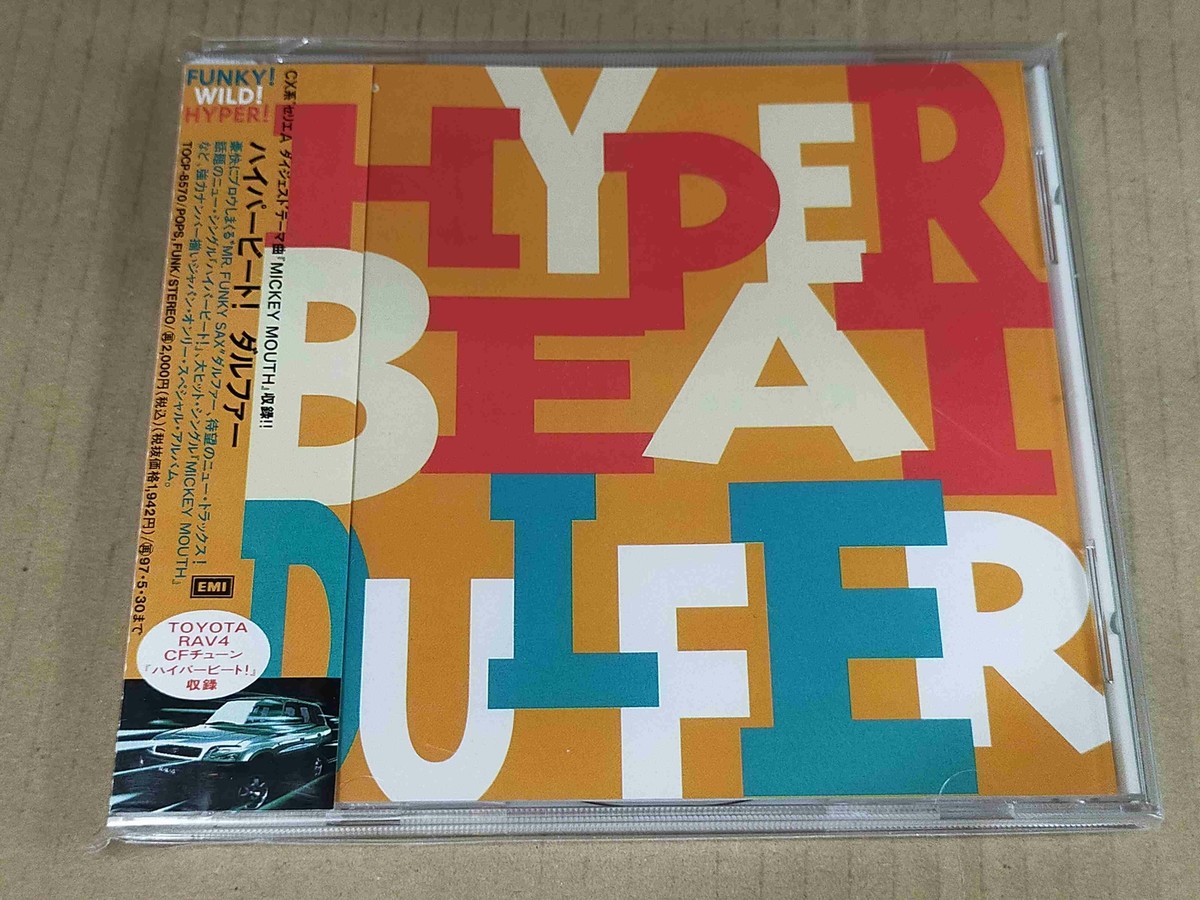 FUNKY!
WILD!
HYPER!
CX系“セリエA ダイジェスト”テーマ曲『MICKEY MOUTH』収録!!
ハイパービート! ダルファー
豪快にブロウしまくる“MR. FUNKY SAX”ダルファー、待望のニュー・トラックス!
話題のニュー・シングル「ハイパービート!」、大ヒット・シングル『MICKEY MOUTH』
など、強力ナンバー揃いジャパン・オンリー・スペシャル・アルバム。
TOCP-8570/POPS, FUNK/STEREO/㊐2,000円(税込)(税抜価格1,942円)/㊐97・5・30まで
EMI
TOYOTA
RAV4
CFチューン
『ハイパービート!』
収録
HYPER
BEAT
DULFER